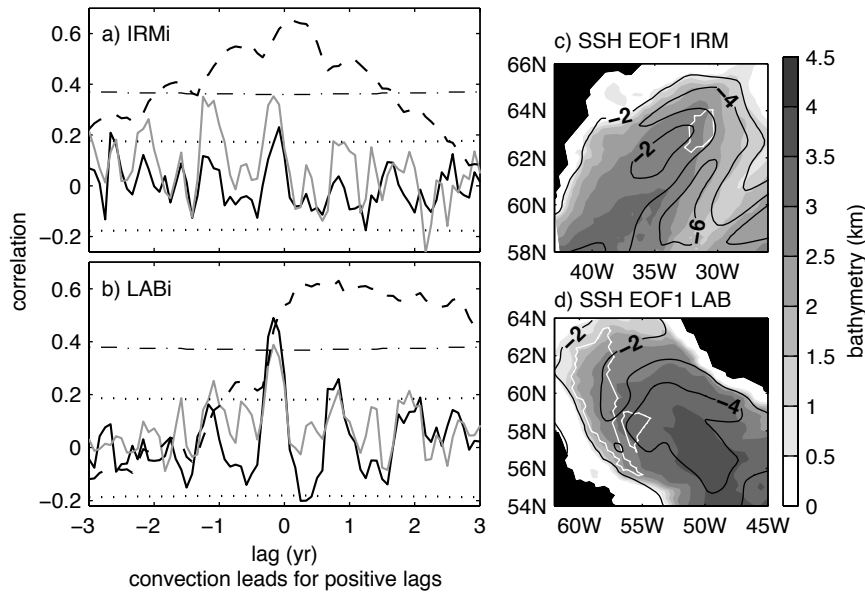 a) IRMi
0.6
0.4
0.2
0
−0.2
b) LABi
0.6
0.4
0.2
0
−0.2
correlation
−3 −2 −1 0 1 2 3
lag (yr)
convection leads for positive lags
c) SSH EOF1 IRM
66N
64N
62N
60N
58N
40W 35W 30W
−2
−4
−2
−6
d) SSH EOF1 LAB
64N
62N
60N
58N
56N
54N
60W 55W 50W 45W
−2
−2
−4
4.5
4
3.5
3
2.5
2
1.5
1
0.5
0
bathymetry (km)